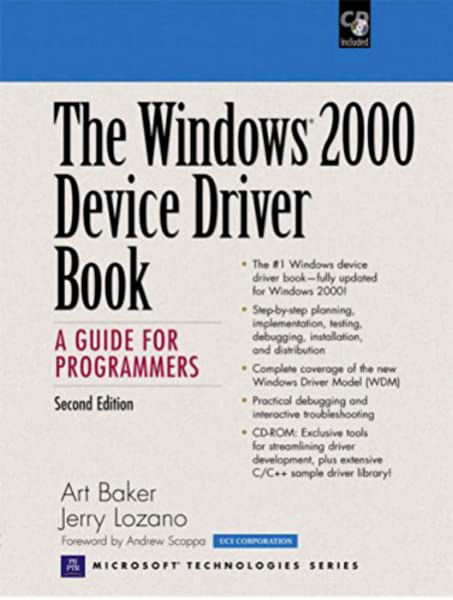 CD
Included
The Windows® 2000
Device Driver
Book
A GUIDE FOR
PROGRAMMERS
Second Edition
• The #1 Windows device
driver book—fully updated
for Windows 2000!
• Step-by-step planning,
implementation, testing,
debugging, installation,
and distribution
• Complete coverage of the new
Windows Driver Model (WDM)
• Practical debugging and
interactive troubleshooting
• CD-ROM: Exclusive tools
for streamlining driver
development, plus extensive
C/C++ sample driver library!
Art Baker
Jerry Lozano
Foreword by Andrew Scoppa UCI CORPORATION
PH
PTR
MICROSOFT TECHNOLOGIES SERIES